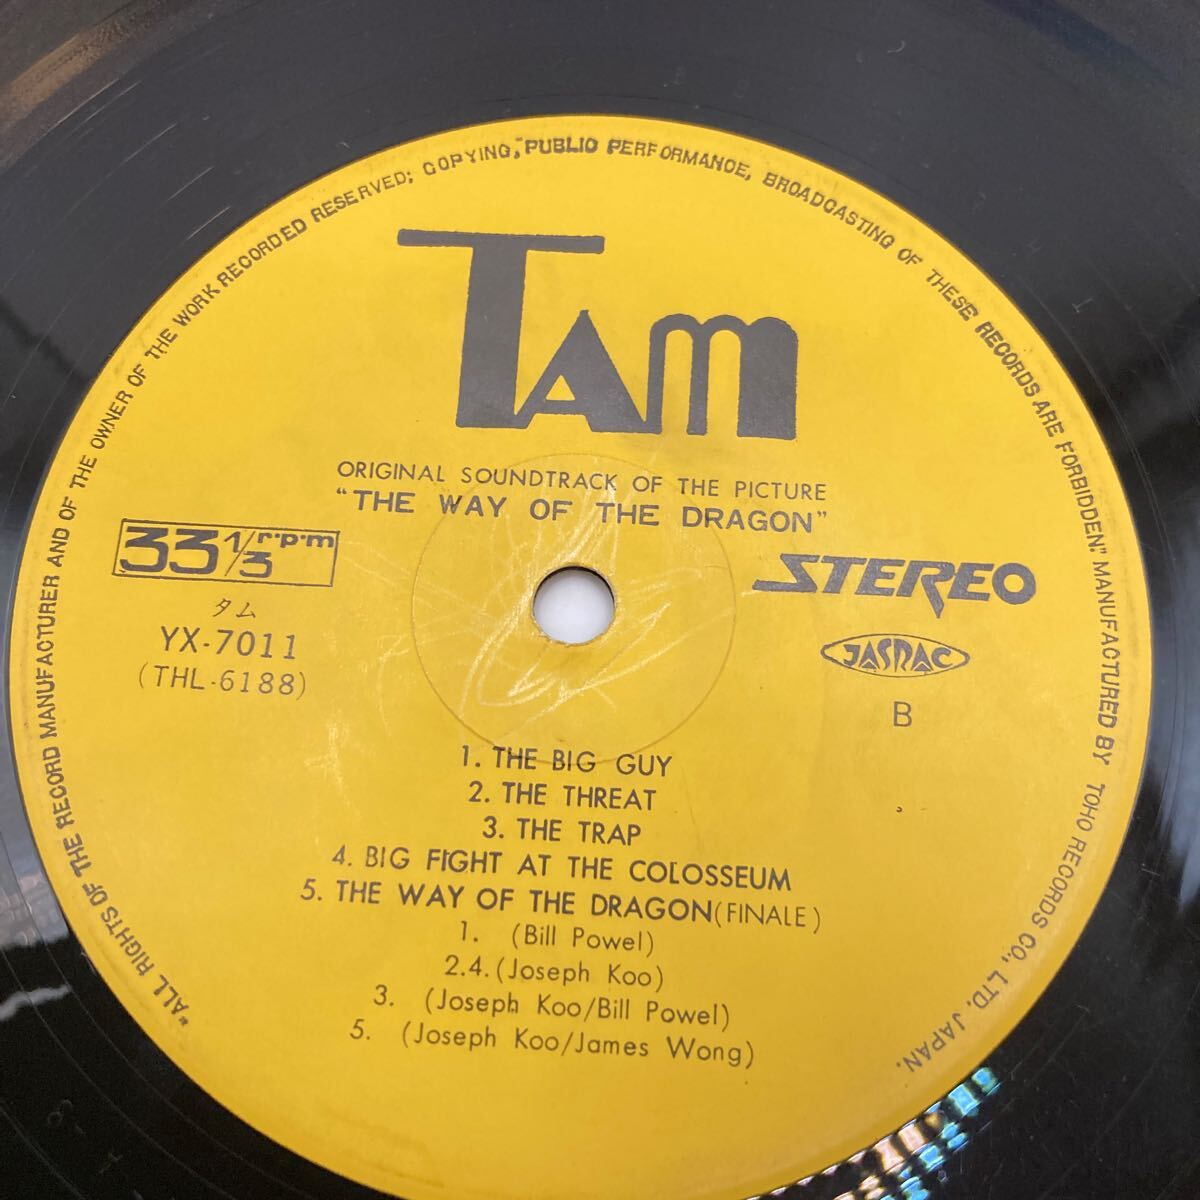 "ALL RIGHTS OF THE RECORD MANUFACTURER AND OF THE OWNER OF THE WORK RECORDED RESERVED; COPYING, PUBLIC PERFORMANCE, BROADCASTING OF THESE RECORDS ARE FORBIDDEN." MANUFACTURED BY TOHO RECORDS CO., LTD. JAPAN.
TAM
ORIGINAL SOUNDTRACK OF THE PICTURE
"THE WAY OF THE DRAGON"
33 1/3 r.p.m
STEREO
タム
YX-7011
(THL-6188)
JASRAC
B
1. THE BIG GUY
2. THE THREAT
3. THE TRAP
4. BIG FIGHT AT THE COLOSSEUM
5. THE WAY OF THE DRAGON (FINALE)
1. (Bill Powel)
2.4. (Joseph Koo)
3. (Joseph Koo/Bill Powel)
5. (Joseph Koo/James Wong)